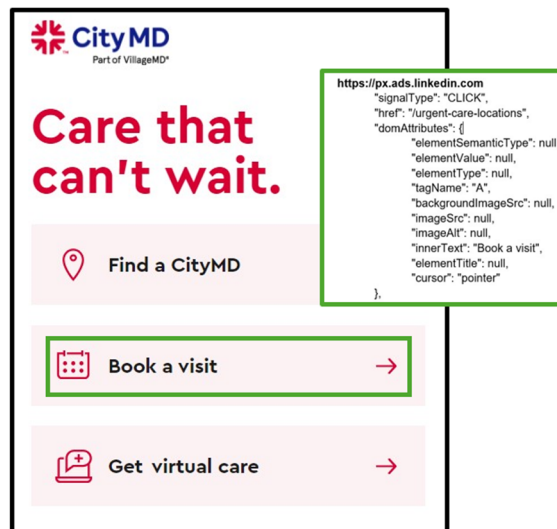 CityMD
Part of VillageMD®
Care that
can't wait.
Find a CityMD
Book a visit
Get virtual care
https://px.ads.linkedin.com
"signalType": "CLICK",
"href": "/urgent-care-locations",
"domAttributes": {
"elementSemanticType": null
"elementValue": null,
"elementType": null,
"tagName": "A",
"backgroundImageSrc": null,
"imageSrc": null,
"imageAlt": null,
"innerText": "Book a visit",
"elementTitle": null,
"cursor": "pointer"
},